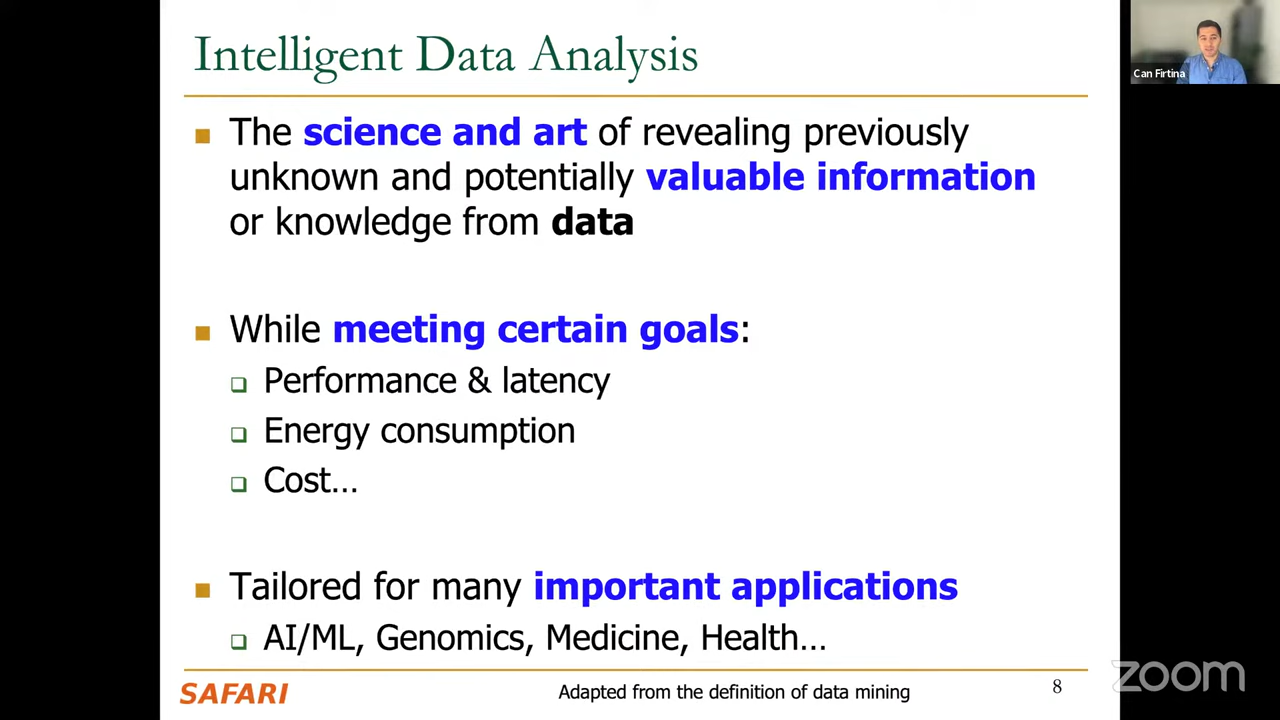 Intelligent Data Analysis
The science and art of revealing previously
unknown and potentially valuable information
or knowledge from data
While meeting certain goals:
Performance & latency
Energy consumption
Cost…
Tailored for many important applications
AI/ML, Genomics, Medicine, Health…
SAFARI
Adapted from the definition of data mining
8
Can Firtina
zoom